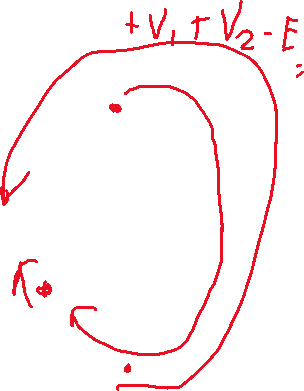 +V₁+V₂-E
=